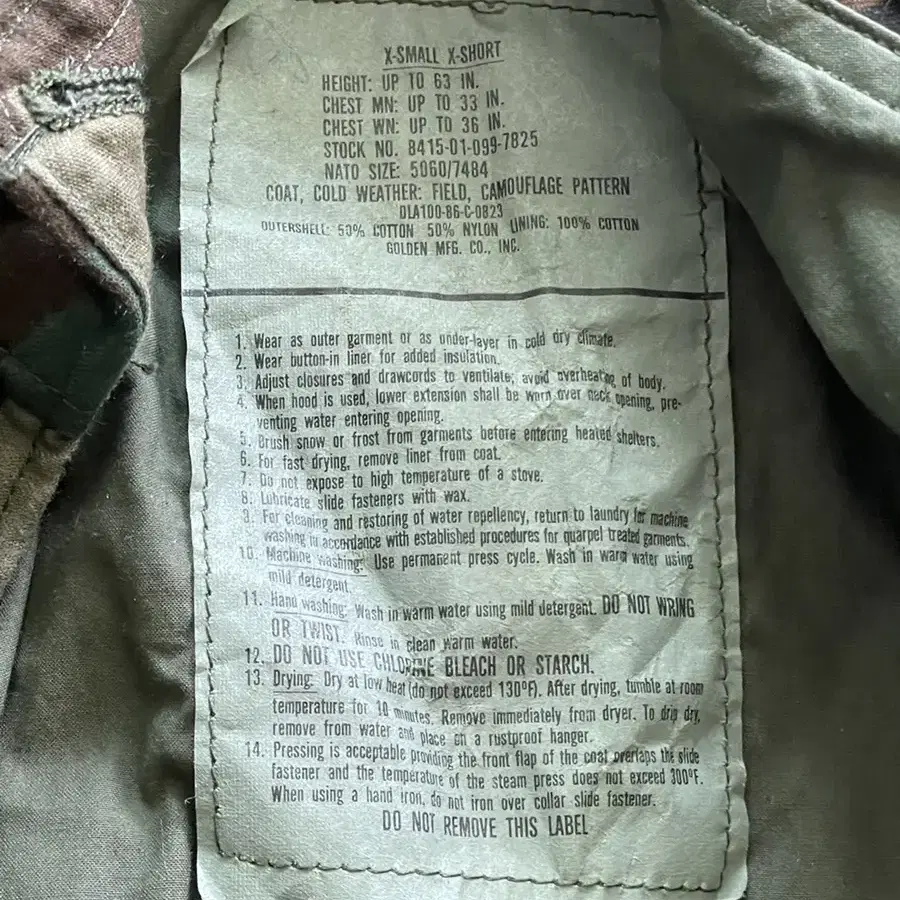 X-SMALL X-SHORT
HEIGHT: UP TO 63 IN.
CHEST MN: UP TO 33 IN.
CHEST WN: UP TO 36 IN.
STOCK NO. 8415-01-099-7825
NATO SIZE: 5060/7484
COAT, COLD WEATHER: FIELD, CAMOUFLAGE PATTERN
DLA100-86-C-0823
OUTERSHELL: 50% COTTON 50% NYLON LINING: 100% COTTON
GOLDEN MFG. CO., INC.
1. Wear as outer garment or as under-layer in cold dry climate.
2. Wear button-in liner for added insulation.
3. Adjust closures and drawcords to ventilate; avoid overheating of body.
4. When hood is used, lower extension shall be worn over neck opening, pre-
venting water entering opening.
5. Brush snow or frost from garments before entering heated shelters.
6. For fast drying, remove liner from coat.
7. Do not expose to high temperature of a stove.
8. Lubricate slide fasteners with wax.
9. For cleaning and restoring of water repellency, return to laundry for machine
washing in accordance with established procedures for quarpel treated garments.
10. Machine washing: Use permanent press cycle. Wash in warm water using
mild detergent.
11. Hand washing: Wash in warm water using mild detergent. DO NOT WRING
OR TWIST. Rinse in clean warm water.
12. DO NOT USE CHLORINE BLEACH OR STARCH.
13. Drying: Dry at low heat (do not exceed 130°F). After drying, tumble at room
temperature for 10 minutes. Remove immediately from dryer. To drip dry,
remove from water and place on a rustproof hanger.
14. Pressing is acceptable providing the front flap of the coat overlaps the slide
fastener and the temperature of the steam press does not exceed 300°F.
When using a hand iron, do not iron over collar slide fastener.
DO NOT REMOVE THIS LABEL